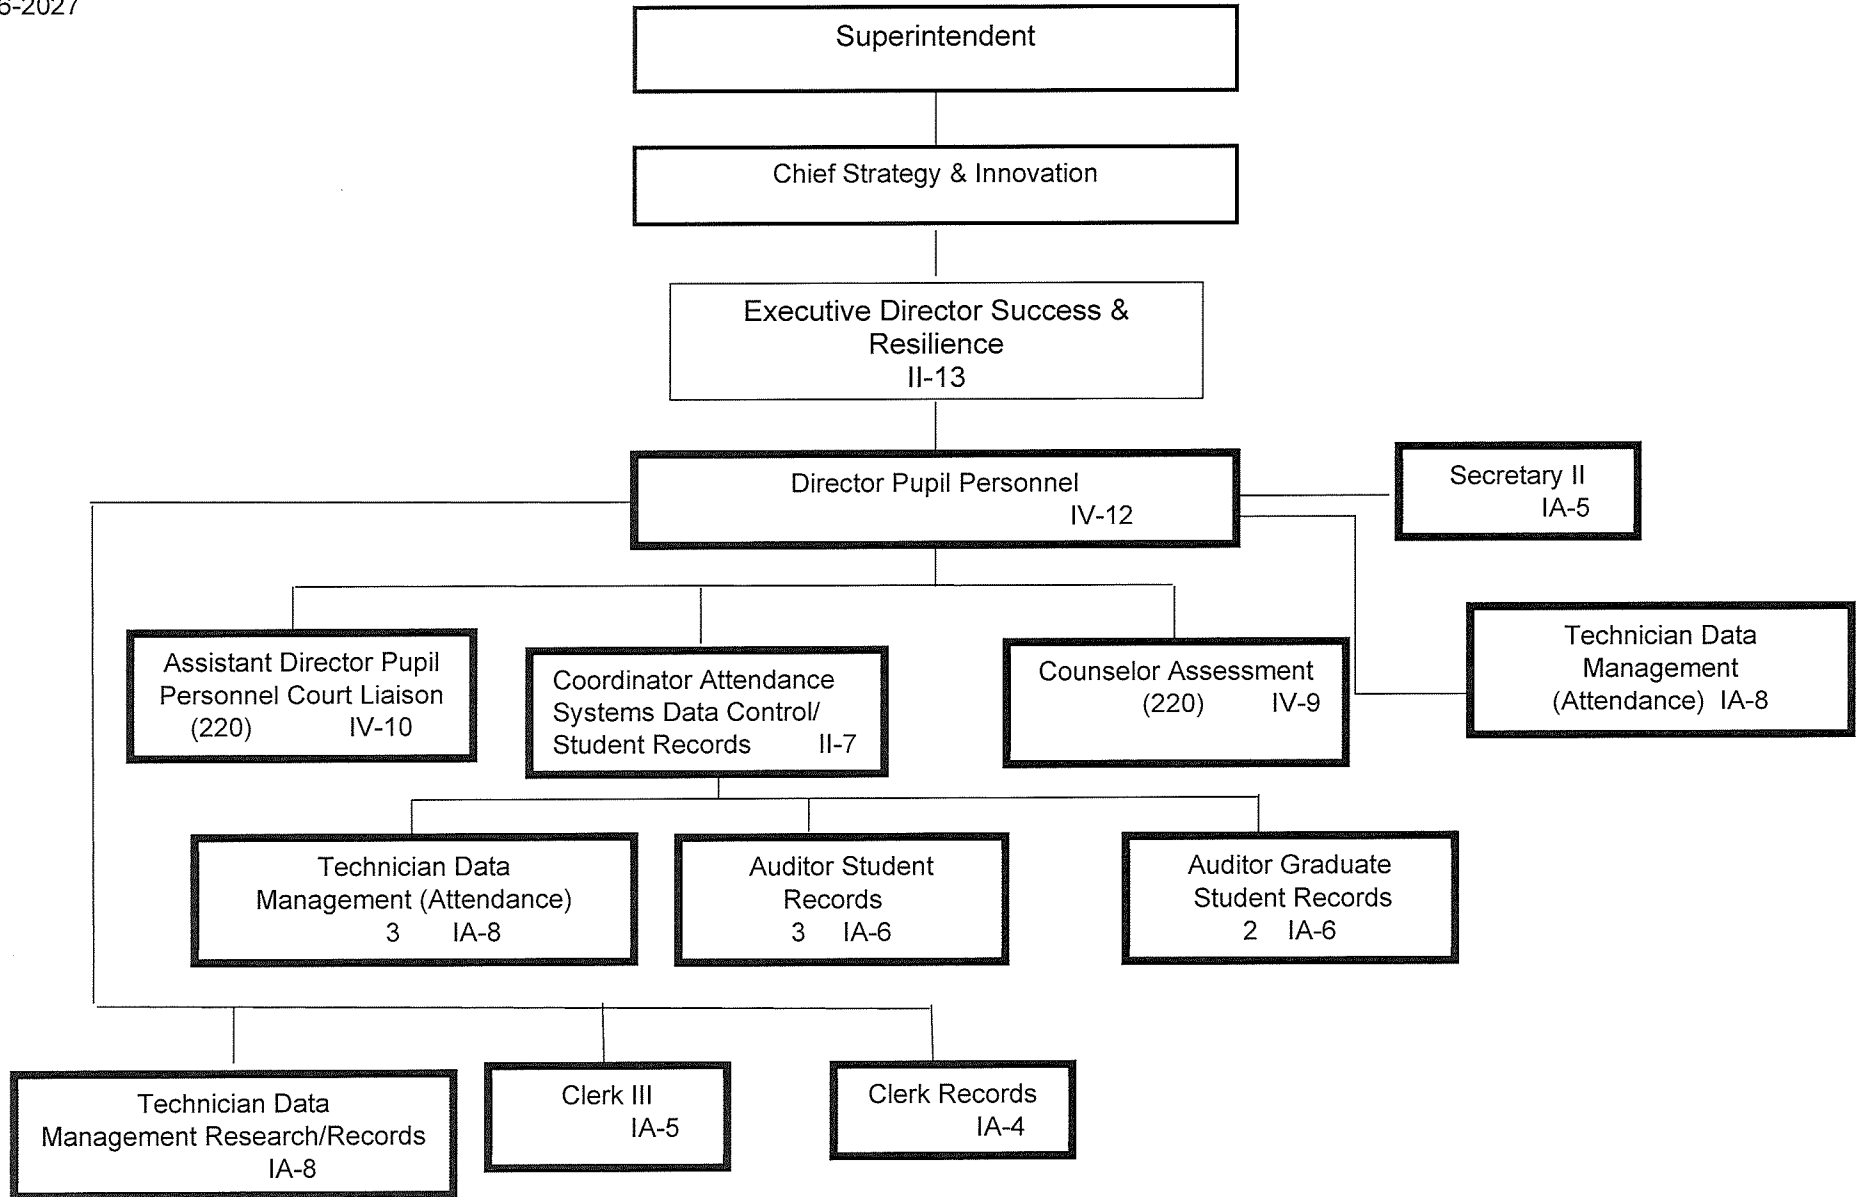 6-2027
Superintendent
Chief Strategy & Innovation
Executive Director Success &
Resilience
II-13
Director Pupil Personnel
IV-12
Secretary II
IA-5
Assistant Director Pupil
Personnel Court Liaison
(220) IV-10
Coordinator Attendance
Systems Data Control/
Student Records II-7
Counselor Assessment
(220) IV-9
Technician Data
Management
(Attendance) IA-8
Technician Data
Management (Attendance)
3 IA-8
Auditor Student
Records
3 IA-6
Auditor Graduate
Student Records
2 IA-6
Technician Data
Management Research/Records
IA-8
Clerk III
IA-5
Clerk Records
IA-4